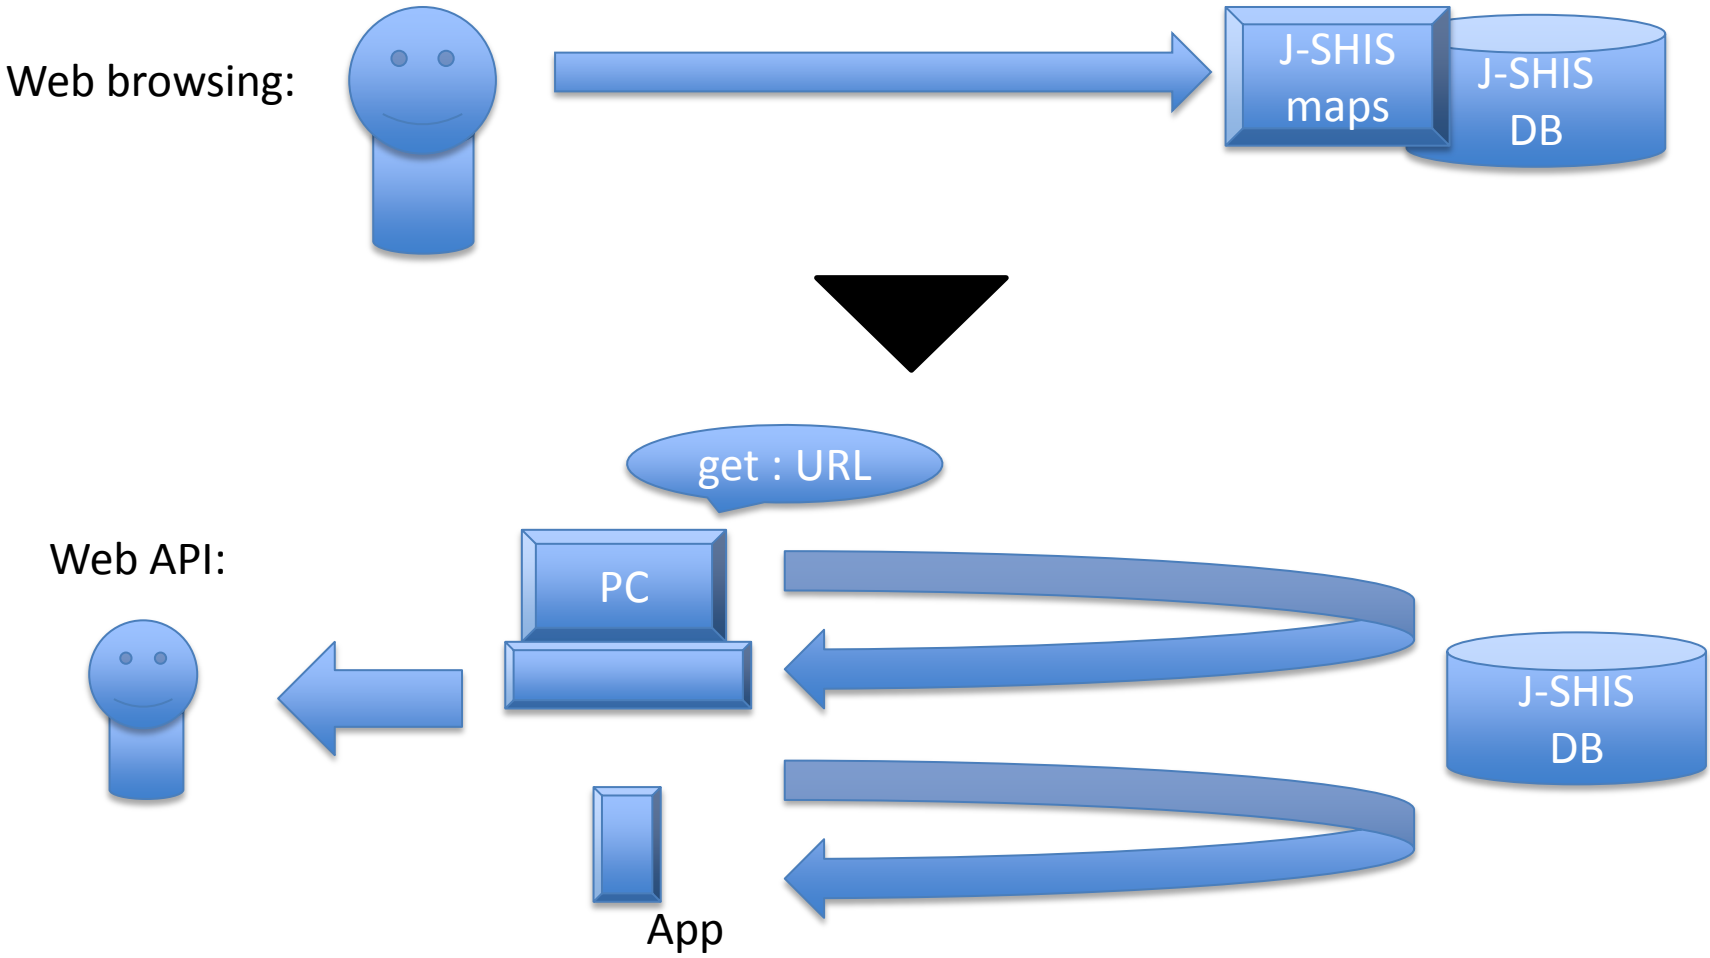 Web browsing:
J-SHIS
maps
J-SHIS
DB
get : URL
Web API:
PC
J-SHIS
DB
App